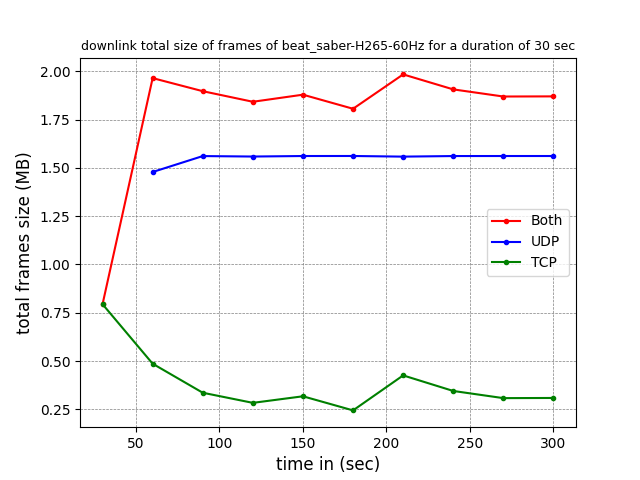 downlink total size of frames of beat_saber-H265-60Hz for a duration of 30 sec
total frames size (MB)
2.00
1.75
1.50
1.25
1.00
0.75
0.50
0.25
Both
UDP
TCP
50 100 150 200 250 300
time in (sec)